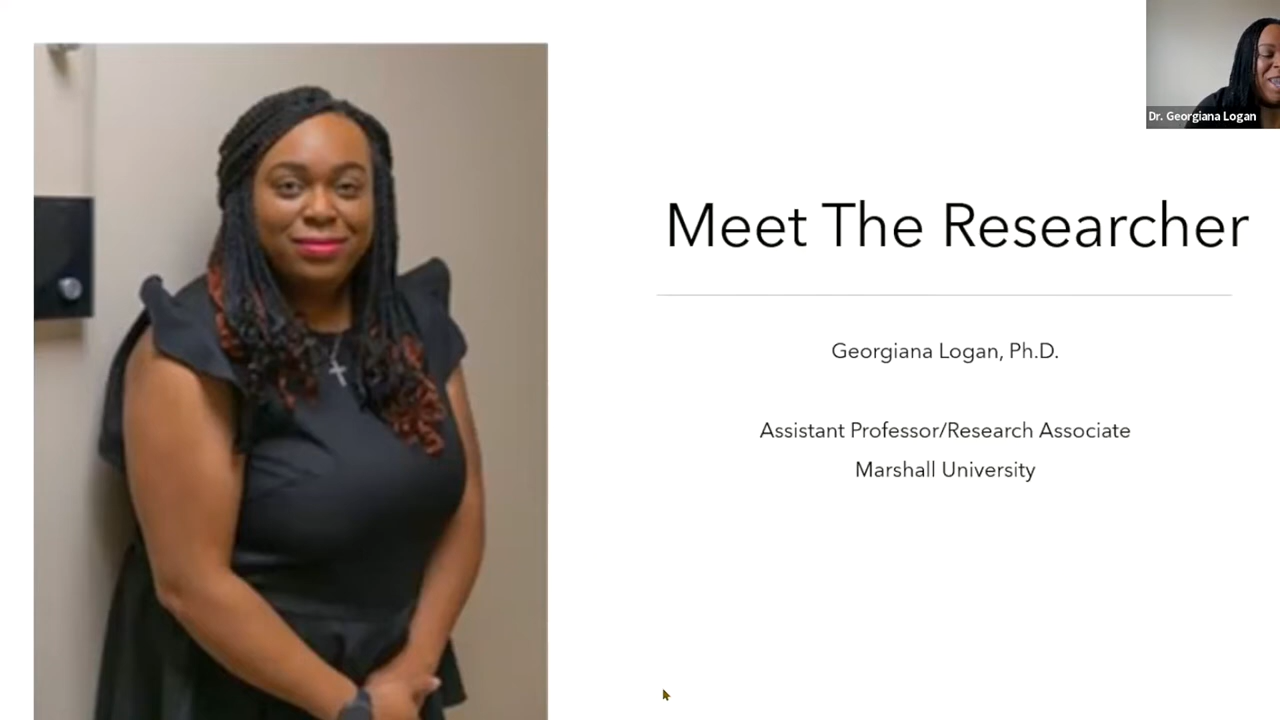 Dr. Georgiana Logan
Meet The Researcher
Georgiana Logan, Ph.D.
Assistant Professor/Research Associate
Marshall University